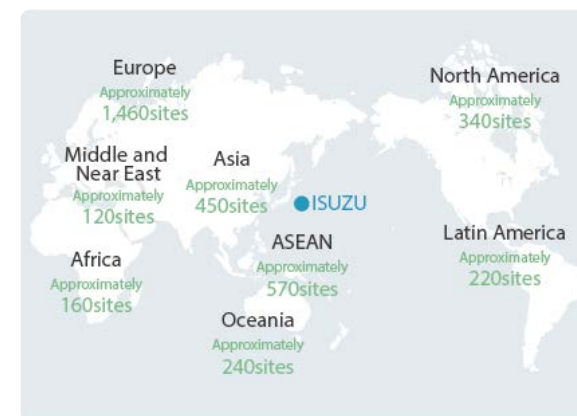 Europe
Approximately
1,460sites
North America
Approximately
340sites
Middle and
Near East
Approximately
120sites
Asia
Approximately
450sites
ISUZU
ASEAN
Approximately
570sites
Latin America
Approximately
220sites
Africa
Approximately
160sites
Oceania
Approximately
240sites